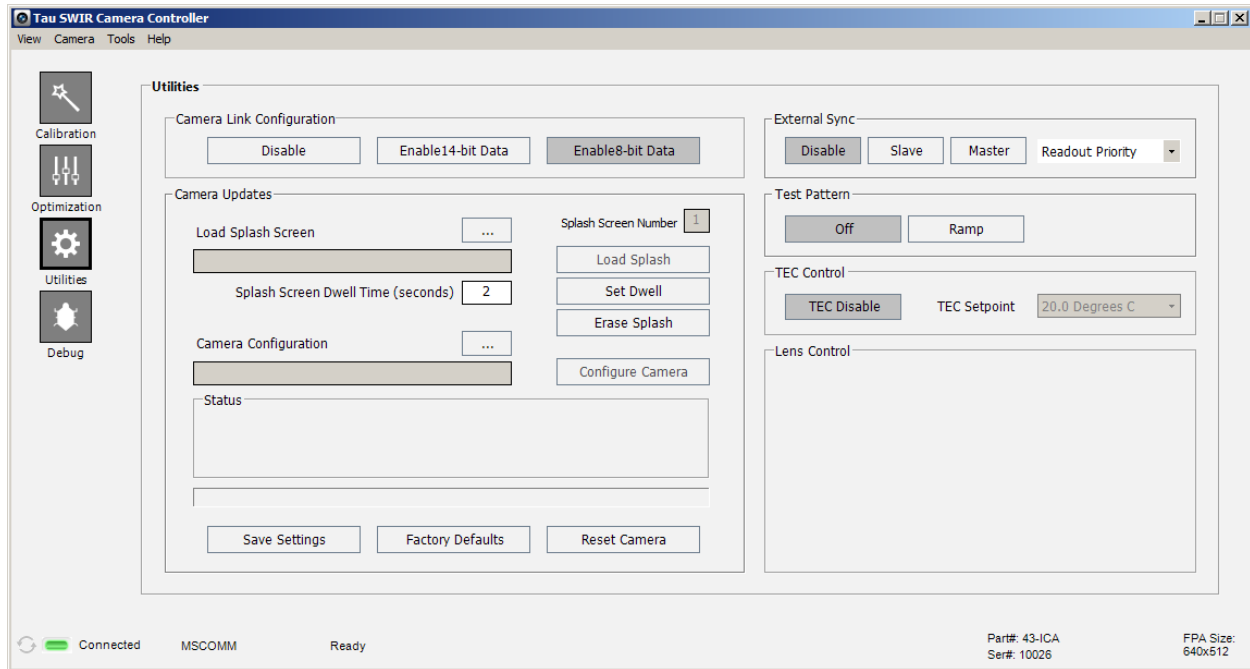 Tau SWIR Camera Controller
View Camera Tools Help
Calibration
Optimization
Utilities
Debug
Utilities
Camera Link Configuration
Disable Enable14-bit Data Enable8-bit Data
Camera Updates
Load Splash Screen ... Splash Screen Number 1
Load Splash
Splash Screen Dwell Time (seconds) 2 Set Dwell
Erase Splash
Camera Configuration ...
Configure Camera
Status
Save Settings Factory Defaults Reset Camera
External Sync
Disable Slave Master Readout Priority
Test Pattern
Off Ramp
TEC Control
TEC Disable TEC Setpoint 20.0 Degrees C
Lens Control
Connected MSCOMM Ready
Part#: 43-ICA
Ser#: 10026
FPA Size:
640x512